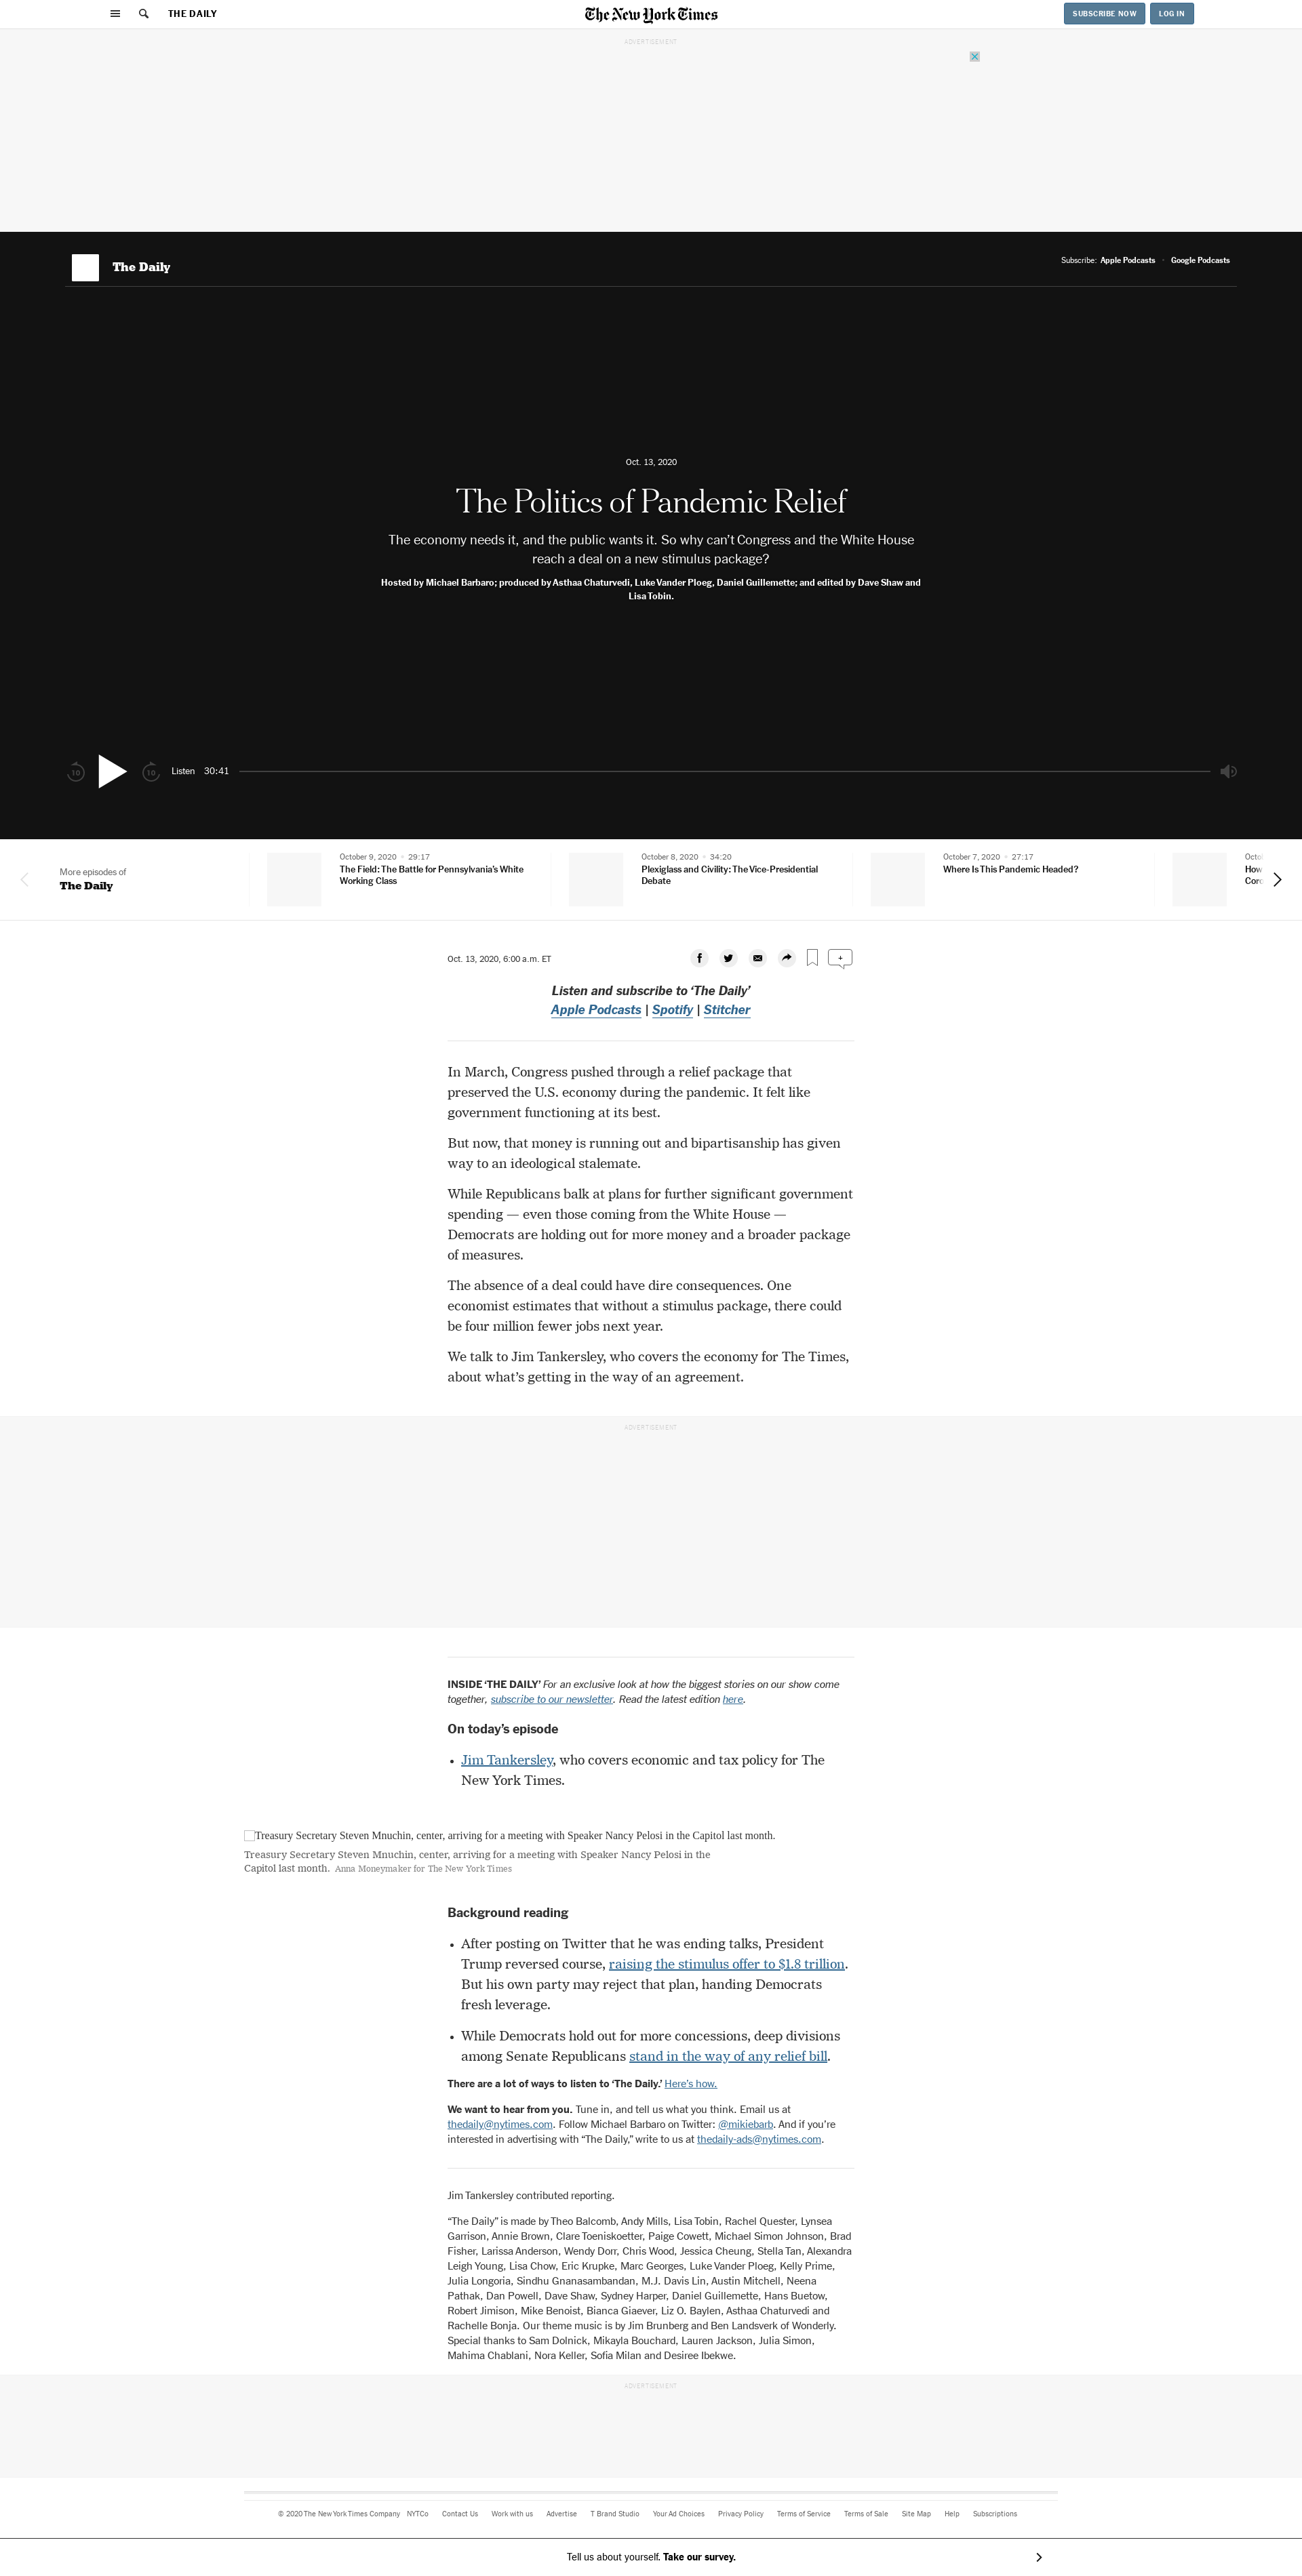 THE DAILY
The New York Times
SUBSCRIBE NOW
LOG IN
ADVERTISEMENT
The Daily
Subscribe: Apple Podcasts • Google Podcasts
Oct. 13, 2020
The Politics of Pandemic Relief
The economy needs it, and the public wants it. So why can’t Congress and the White House
reach a deal on a new stimulus package?
Hosted by Michael Barbaro; produced by Asthaa Chaturvedi, Luke Vander Ploeg, Daniel Guillemette; and edited by Dave Shaw and
Lisa Tobin.
10
10
Listen 30:41
More episodes of
The Daily
October 9, 2020 • 29:17
The Field: The Battle for Pennsylvania’s White
Working Class
October 8, 2020 • 34:20
Plexiglass and Civility: The Vice-Presidential
Debate
October 7, 2020 • 27:17
Where Is This Pandemic Headed?
How
Oct. 13, 2020, 6:00 a.m. ET
+
Listen and subscribe to ‘The Daily’
Apple Podcasts | Spotify | Stitcher
In March, Congress pushed through a relief package that
preserved the U.S. economy during the pandemic. It felt like
government functioning at its best.
But now, that money is running out and bipartisanship has given
way to an ideological stalemate.
While Republicans balk at plans for further significant government
spending — even those coming from the White House —
Democrats are holding out for more money and a broader package
of measures.
The absence of a deal could have dire consequences. One
economist estimates that without a stimulus package, there could
be four million fewer jobs next year.
We talk to Jim Tankersley, who covers the economy for The Times,
about what’s getting in the way of an agreement.
ADVERTISEMENT
INSIDE ‘THE DAILY’ For an exclusive look at how the biggest stories on our show come
together, subscribe to our newsletter. Read the latest edition here.
On today’s episode
• Jim Tankersley, who covers economic and tax policy for The
New York Times.
Treasury Secretary Steven Mnuchin, center, arriving for a meeting with Speaker Nancy Pelosi in the Capitol last month.
Treasury Secretary Steven Mnuchin, center, arriving for a meeting with Speaker Nancy Pelosi in the
Capitol last month. Anna Moneymaker for The New York Times
Background reading
• After posting on Twitter that he was ending talks, President
Trump reversed course, raising the stimulus offer to $1.8 trillion.
But his own party may reject that plan, handing Democrats
fresh leverage.
• While Democrats hold out for more concessions, deep divisions
among Senate Republicans stand in the way of any relief bill.
There are a lot of ways to listen to ‘The Daily.’ Here’s how.
We want to hear from you. Tune in, and tell us what you think. Email us at
thedaily@nytimes.com. Follow Michael Barbaro on Twitter: @mikiebarb. And if you’re
interested in advertising with “The Daily,” write to us at thedaily-ads@nytimes.com.
Jim Tankersley contributed reporting.
“The Daily” is made by Theo Balcomb, Andy Mills, Lisa Tobin, Rachel Quester, Lynsea
Garrison, Annie Brown, Clare Toeniskoetter, Paige Cowett, Michael Simon Johnson, Brad
Fisher, Larissa Anderson, Wendy Dorr, Chris Wood, Jessica Cheung, Stella Tan, Alexandra
Leigh Young, Lisa Chow, Eric Krupke, Marc Georges, Luke Vander Ploeg, Kelly Prime,
Julia Longoria, Sindhu Gnanasambandan, M.J. Davis Lin, Austin Mitchell, Neena
Pathak, Dan Powell, Dave Shaw, Sydney Harper, Daniel Guillemette, Hans Buetow,
Robert Jimison, Mike Benoist, Bianca Giaever, Liz O. Baylen, Asthaa Chaturvedi and
Rachelle Bonja. Our theme music is by Jim Brunberg and Ben Landsverk of Wonderly.
Special thanks to Sam Dolnick, Mikayla Bouchard, Lauren Jackson, Julia Simon,
Mahima Chablani, Nora Keller, Sofia Milan and Desiree Ibekwe.
ADVERTISEMENT
© 2020 The New York Times Company NYTCo Contact Us Work with us Advertise T Brand Studio Your Ad Choices Privacy Policy Terms of Service Terms of Sale Site Map Help Subscriptions
Tell us about yourself. Take our survey.